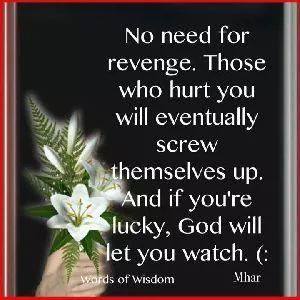 No need for
revenge. Those
who hurt you
will eventually
screw
themselves up.
And if you're
lucky, God will
let you watch. (:
Words of Wisdom
Mhar